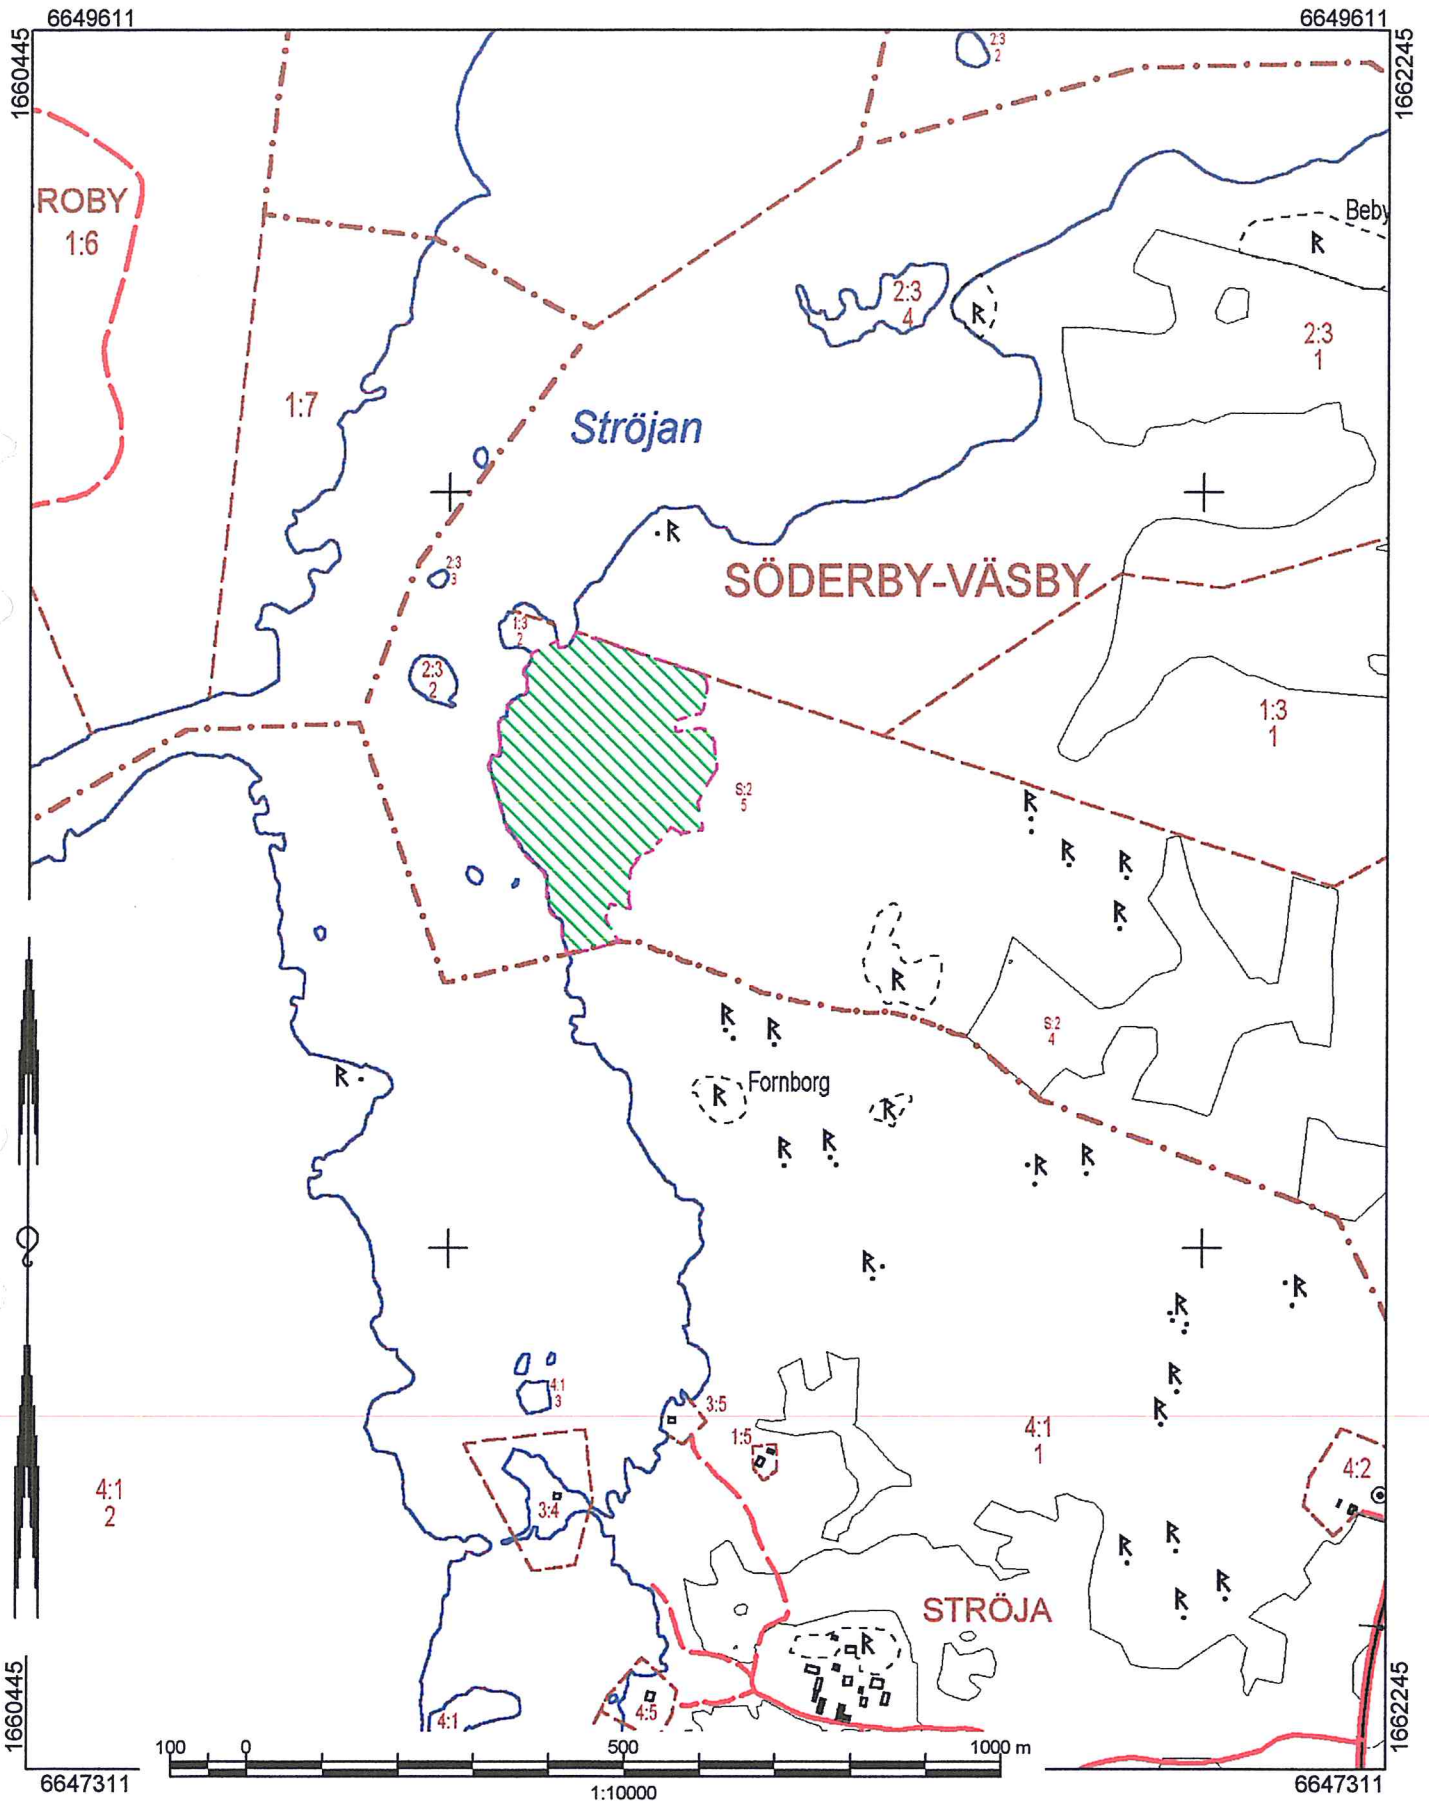 6649611
6649611
1660445
1662245
2:3
2
ROBY
1:6
Beby
R
2:3
4
R
2:3
1
1:7
Ströjan
R
2:3
3
SÖDERBY-VÄSBY
1:3
2
2:3
2
1:3
1
S:2
5
R
R
R
R
R
S:2
4
R
R
R
Fornborg
R
R
R
R
R
R
R
R
R
R
R
4:1
3
3:5
1:5
4:1
1
4:2
4:1
2
3:4
R
R
R
R
STRÖJA
R
4:5
4:1
1660445
1662245
100 0 500 1000 m
1:10000
6647311
6647311